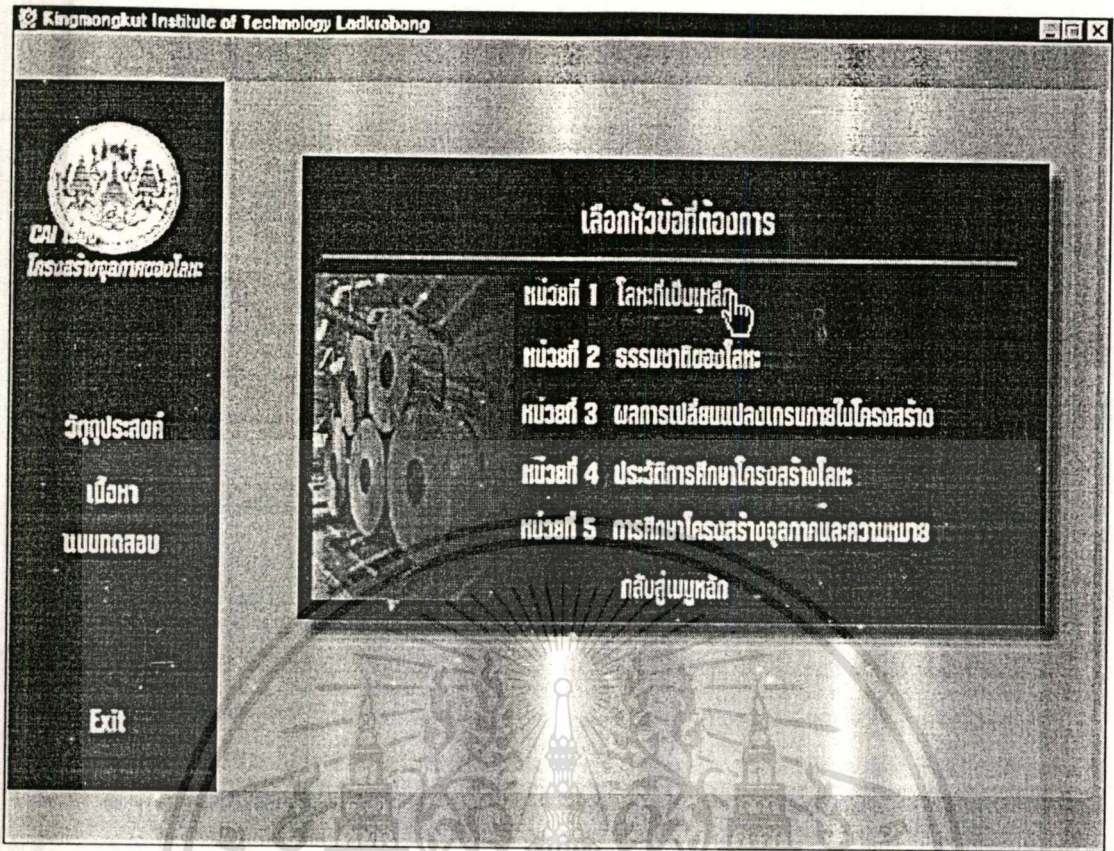 Kingmongkut Institute of Technology Ladkrabang
CAI
โครงสร้างจุลภาคของโลหะ
วัตถุประสงค์
เนื้อหา
แบบทดสอบ
Exit
เลือกหัวข้อที่ต้องการ
หน่วยที่ 1 โลหะที่เป็นเหล็ก
หน่วยที่ 2 ธรรมชาติของโลหะ
หน่วยที่ 3 ผลการเปลี่ยนแปลงเกรนภายในโครงสร้าง
หน่วยที่ 4 ประวัติการศึกษาโครงสร้างโลหะ
หน่วยที่ 5 การศึกษาโครงสร้างจุลภาคและความหมาย
กลับสู่เมนูหลัก